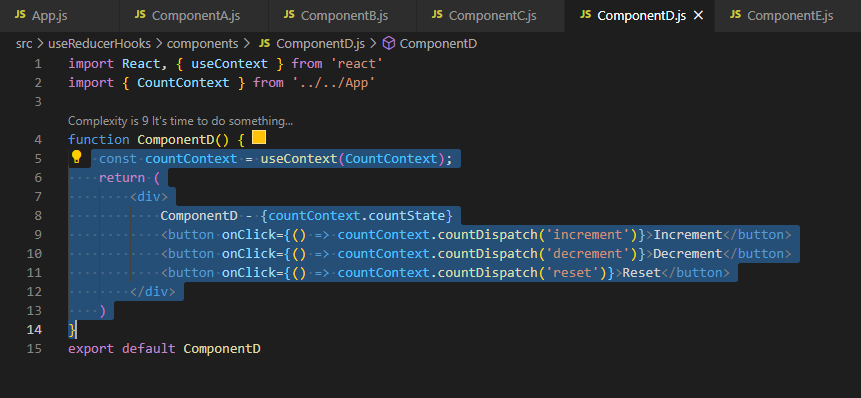 JS App.js JS ComponentA.js JS ComponentB.js JS ComponentC.js JS ComponentD.js × JS ComponentE.js
src > useReducerHooks > components > JS ComponentD.js > ComponentD
1 import React, { useContext } from 'react'
2 import { CountContext } from '../../App'
3
Complexity is 9 It's time to do something...
4 function ComponentD() {
5 const countContext = useContext(CountContext);
6 return (
7 <div>
8 ComponentD - {countContext.countState}
9 <button onClick={() => countContext.countDispatch('increment')}>Increment</button>
10 <button onClick={() => countContext.countDispatch('decrement')}>Decrement</button>
11 <button onClick={() => countContext.countDispatch('reset')}>Reset</button>
12 </div>
13 )
14 }
15 export default ComponentD